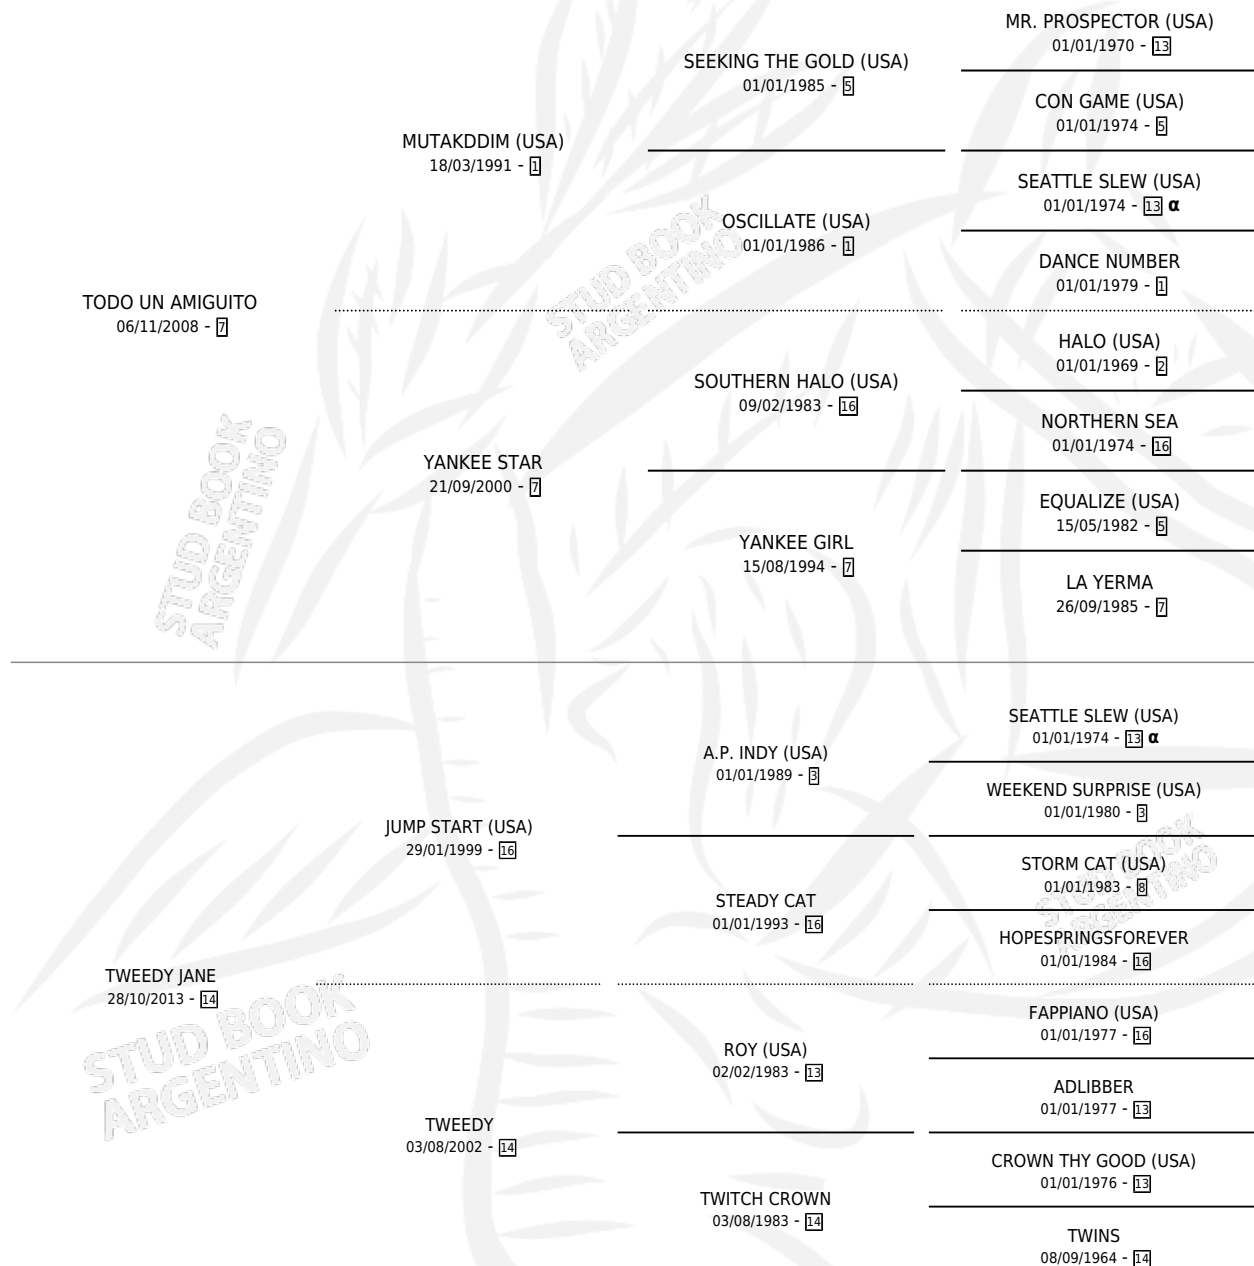 MR. PROSPECTOR (USA)
01/01/1970 - 13
SEEKING THE GOLD (USA)
01/01/1985 - 5
CON GAME (USA)
01/01/1974 - 5
MUTAKDDIM (USA)
18/03/1991 - 1
SEATTLE SLEW (USA)
01/01/1974 - 13 α
OSCILLATE (USA)
01/01/1986 - 1
DANCE NUMBER
01/01/1979 - 1
TODO UN AMIGUITO
06/11/2008 - 7
HALO (USA)
01/01/1969 - 2
SOUTHERN HALO (USA)
09/02/1983 - 16
NORTHERN SEA
01/01/1974 - 16
YANKEE STAR
21/09/2000 - 7
EQUALIZE (USA)
15/05/1982 - 5
YANKEE GIRL
15/08/1994 - 7
LA YERMA
26/09/1985 - 7
STUD BOOK
ARGENTINO
STUD BOOK
ARGENTINO
SEATTLE SLEW (USA)
01/01/1974 - 13 α
A.P. INDY (USA)
01/01/1989 - 3
WEEKEND SURPRISE (USA)
01/01/1980 - 3
JUMP START (USA)
29/01/1999 - 16
STORM CAT (USA)
01/01/1983 - 8
STEADY CAT
01/01/1993 - 16
HOPESPRINGSFOREVER
01/01/1984 - 16
TWEEDY JANE
28/10/2013 - 14
FAPPIANO (USA)
01/01/1977 - 16
ROY (USA)
02/02/1983 - 13
ADLIBBER
01/01/1977 - 13
TWEEDY
03/08/2002 - 14
CROWN THY GOOD (USA)
01/01/1976 - 13
TWITCH CROWN
03/08/1983 - 14
TWINS
08/09/1964 - 14
STUD BOOK
ARGENTINO
STUD BOOK
ARGENTINO